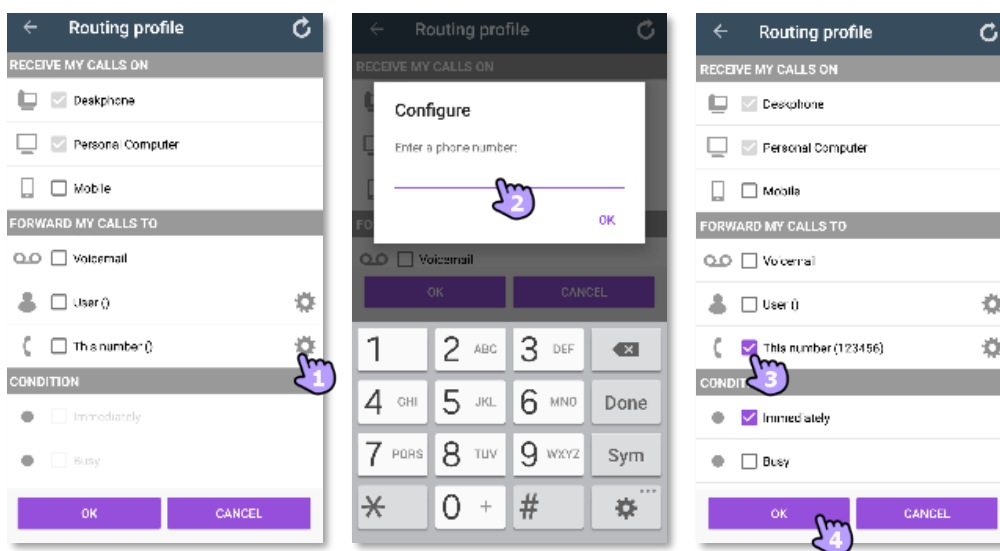 Routing profile
RECEIVE MY CALLS ON
Deskphone
Personal Computer
Mobile
FORWARD MY CALLS TO
Voicemail
User ()
This number ()
1
CONDITION
Immediately
Busy
OK CANCEL
Routing profile
RECEIVE MY CALLS ON
Configure
Enter a phone number:
2
OK
FO
Voicemail
OK CANCEL
1 2 ABC 3 DEF
4 GHI 5 JKL 6 MNO Done
7 PQRS 8 TUV 9 WXYZ Sym
* 0 + #
Routing profile
RECEIVE MY CALLS ON
Deskphone
Personal Computer
Mobile
FORWARD MY CALLS TO
Voicemail
User ()
This number (123456)
3
CONDIT
Immediately
Busy
OK CANCEL
4